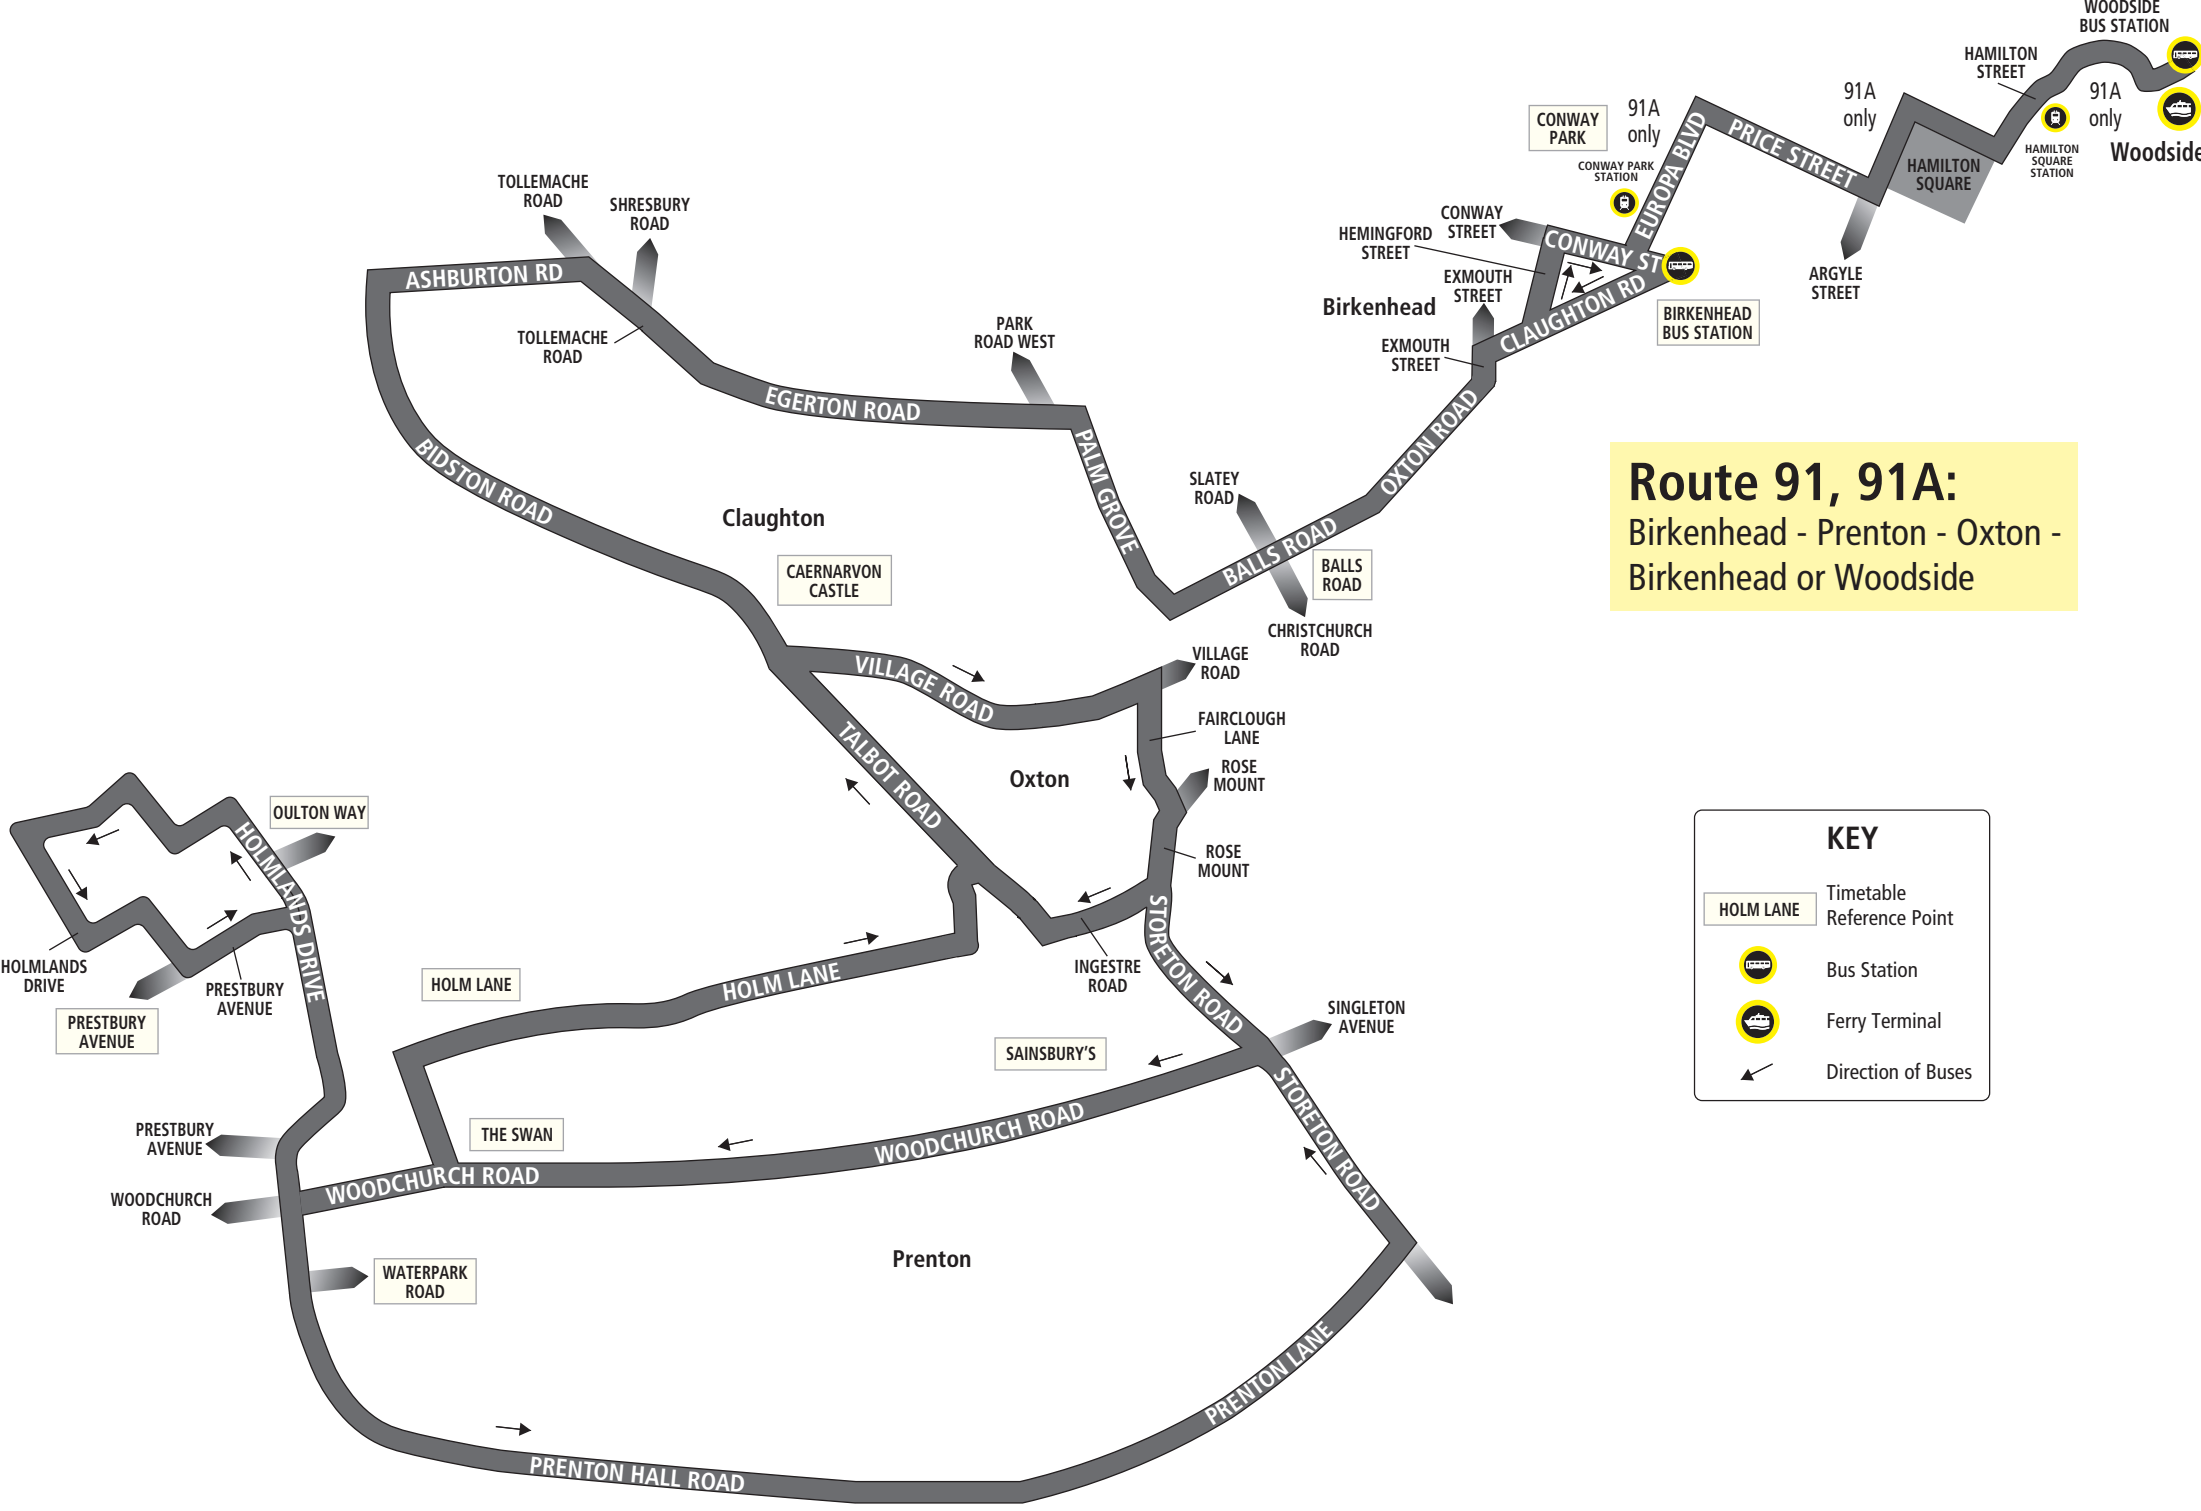 WOODSIDE
BUS STATION
HAMILTON
STREET
91A
only
91A
only
CONWAY
PARK
91A
only
EUROPA BLVD
PRICE STREET
HAMILTON
SQUARE
HAMILTON
SQUARE
STATION
Woodside
CONWAY PARK
STATION
TOLLEMACHE
ROAD
SHRESBURY
ROAD
CONWAY
STREET
HEMINGFORD
STREET
CONWAY ST
EXMOUTH
STREET
ARGYLE
STREET
ASHBURTON RD
Birkenhead
CLAUGHTON RD
BIRKENHEAD
BUS STATION
TOLLEMACHE
ROAD
PARK
ROAD WEST
EXMOUTH
STREET
EGERTON ROAD
OXTON ROAD
PALM GROVE
BIDSTON ROAD
SLATEY
ROAD
Route 91, 91A:
Birkenhead - Prenton - Oxton -
Birkenhead or Woodside
Claughton
BALLS ROAD
CAERNARVON
CASTLE
BALLS
ROAD
CHRISTCHURCH
ROAD
VILLAGE ROAD
VILLAGE
ROAD
FAIRCLOUGH
LANE
TALBOT ROAD
Oxton
ROSE
MOUNT
OULTON WAY
HOLMLANDS DRIVE
ROSE
MOUNT
KEY
HOLM LANE
Timetable
Reference Point
Bus Station
Ferry Terminal
Direction of Buses
STORETON ROAD
HOLMLANDS
DRIVE
PRESTBURY
AVENUE
HOLM LANE
HOLM LANE
INGESTRE
ROAD
PRESTBURY
AVENUE
SINGLETON
AVENUE
SAINSBURY'S
STORETON ROAD
PRESTBURY
AVENUE
THE SWAN
WOODCHURCH ROAD
WOODCHURCH ROAD
WOODCHURCH
ROAD
Prenton
WATERPARK
ROAD
PRENTON LANE
PRENTON HALL ROAD